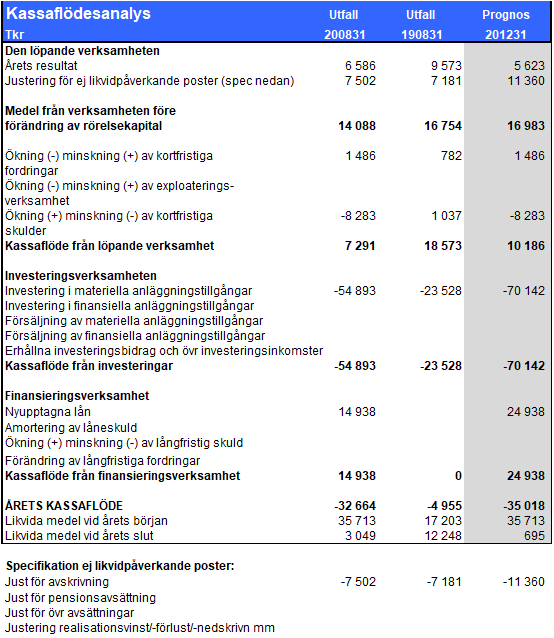 Kassaflödesanalys Utfall Utfall Prognos
Tkr 200831 190831 201231
Den löpande verksamheten
Årets resultat 6 586 9 573 5 623
Justering för ej likvidpåverkande poster (spec nedan) 7 502 7 181 11 360
Medel från verksamheten före
förändring av rörelsekapital 14 088 16 754 16 983
Ökning (-) minskning (+) av kortfristiga 1 486 782 1 486
fordringar
Ökning (-) minskning (+) av exploaterings-
verksamhet
Ökning (+) minskning (-) av kortfristiga -8 283 1 037 -8 283
skulder
Kassaflöde från löpande verksamhet 7 291 18 573 10 186
Investeringsverksamheten
Investering i materiella anläggningstillgångar -54 893 -23 528 -70 142
Investering i finansiella anläggningstillgångar
Försäljning av materiella anläggningstillgångar
Försäljning av finansiella anläggningstillgångar
Erhållna investeringsbidrag och övr investeringsinkomster
Kassaflöde från investeringar -54 893 -23 528 -70 142
Finansieringsverksamhet
Nyupptagna lån 14 938 24 938
Amortering av låneskuld
Ökning (+) minskning (-) av långfristig skuld
Förändring av långfristiga fordringar
Kassaflöde från finansieringsverksamhet 14 938 0 24 938
ÅRETS KASSAFLÖDE -32 664 -4 955 -35 018
Likvida medel vid årets början 35 713 17 203 35 713
Likvida medel vid årets slut 3 049 12 248 695
Specifikation ej likvidpåverkande poster:
Just för avskrivning -7 502 -7 181 -11 360
Just för pensionsavsättning
Just för övr avsättningar
Justering realisationsvinst/-förlust/-nedskrivn mm